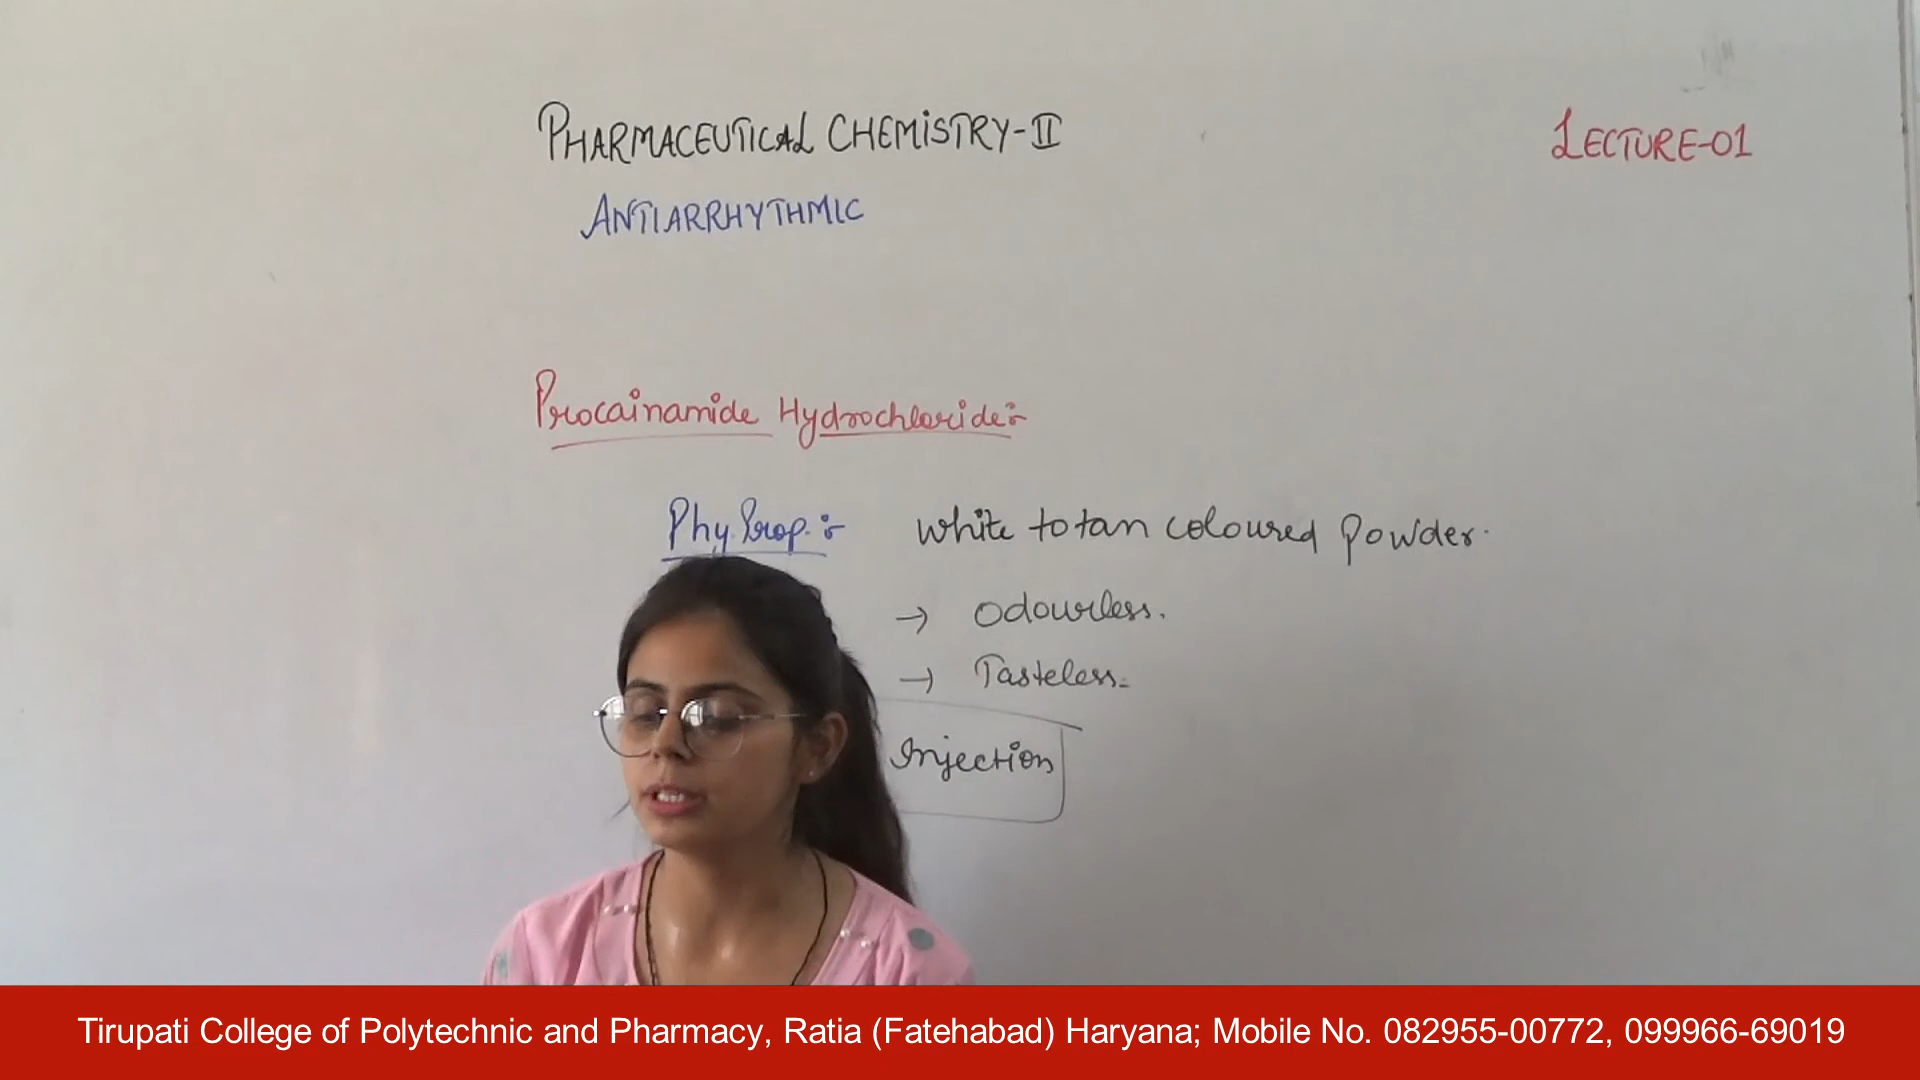 PHARMACEUTICAL CHEMISTRY-II
LECTURE-01
ANTIARRHYTHMIC
Procainamide Hydrochloride:-
Phy. Prop. :- White to tan coloured Powder.
→ Odourless.
→ Tasteless.
Injection
Tirupati College of Polytechnic and Pharmacy, Ratia (Fatehabad) Haryana; Mobile No. 082955-00772, 099966-69019